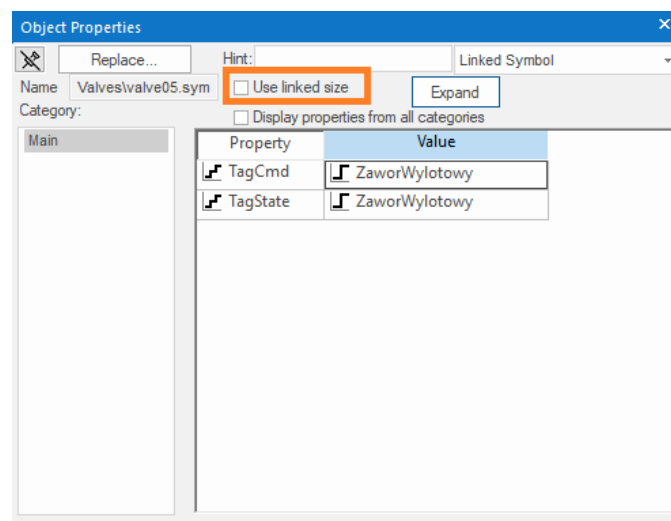 Object Properties
Replace... Hint: Linked Symbol
Name Valves\valve05.sym Use linked size Expand
Category: Display properties from all categories
Main Property Value
TagCmd ZaworWylotowy
TagState ZaworWylotowy